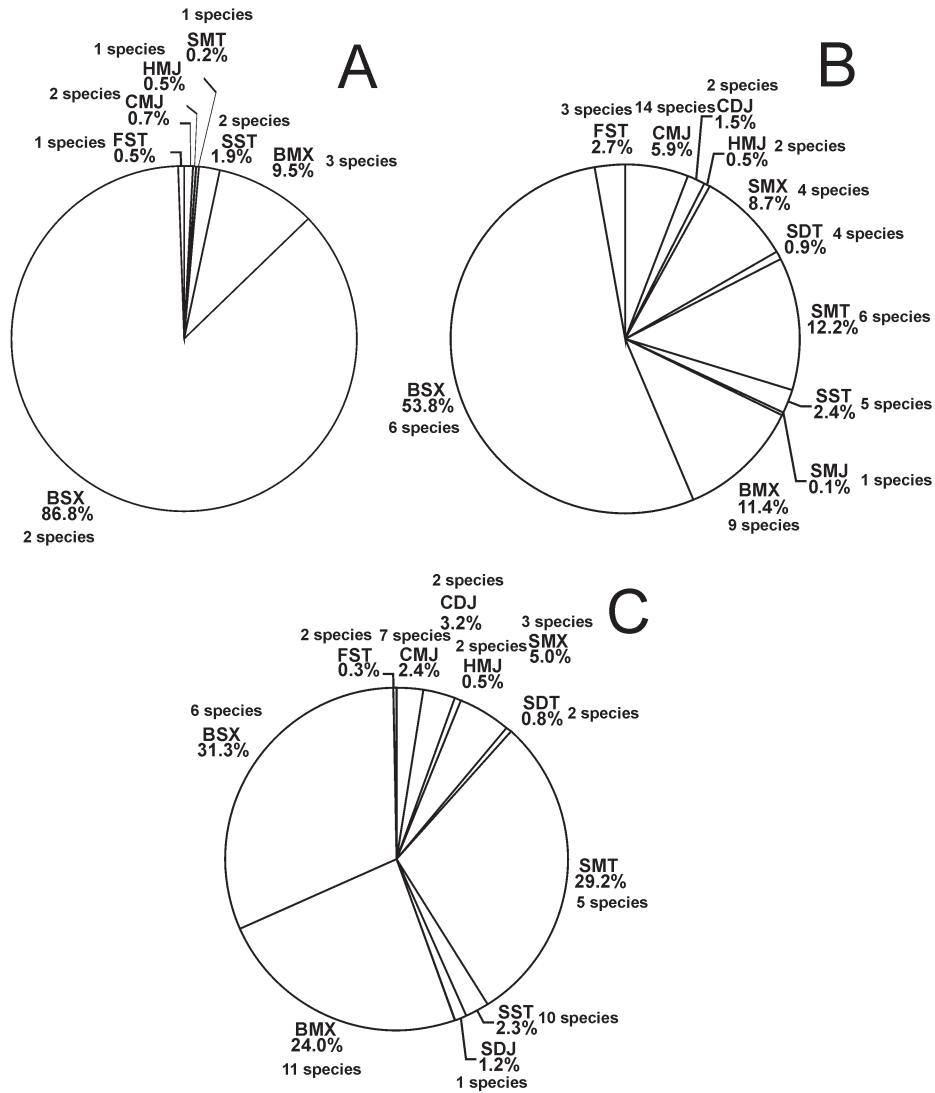 A
1 species
SMT
0.2%
1 species
HMJ
0.5%
2 species
CMJ
0.7%
1 species
FST
0.5%
2 species
SST
1.9%
BMX
9.5%
3 species
BSX
86.8%
2 species
B
3 species
FST
2.7%
14 species
CMJ
5.9%
2 species
CDJ
1.5%
HMJ
0.5%
2 species
SMX
8.7%
4 species
SDT
0.9%
4 species
SMT
12.2%
6 species
SST
2.4%
5 species
SMJ
0.1%
1 species
BMX
11.4%
9 species
BSX
53.8%
6 species
C
2 species
FST
0.3%
7 species
CMJ
2.4%
2 species
CDJ
3.2%
2 species
HMJ
0.5%
3 species
SMX
5.0%
SDT
0.8%
2 species
SMT
29.2%
5 species
SST
2.3%
10 species
SDJ
1.2%
1 species
BMX
24.0%
11 species
6 species
BSX
31.3%